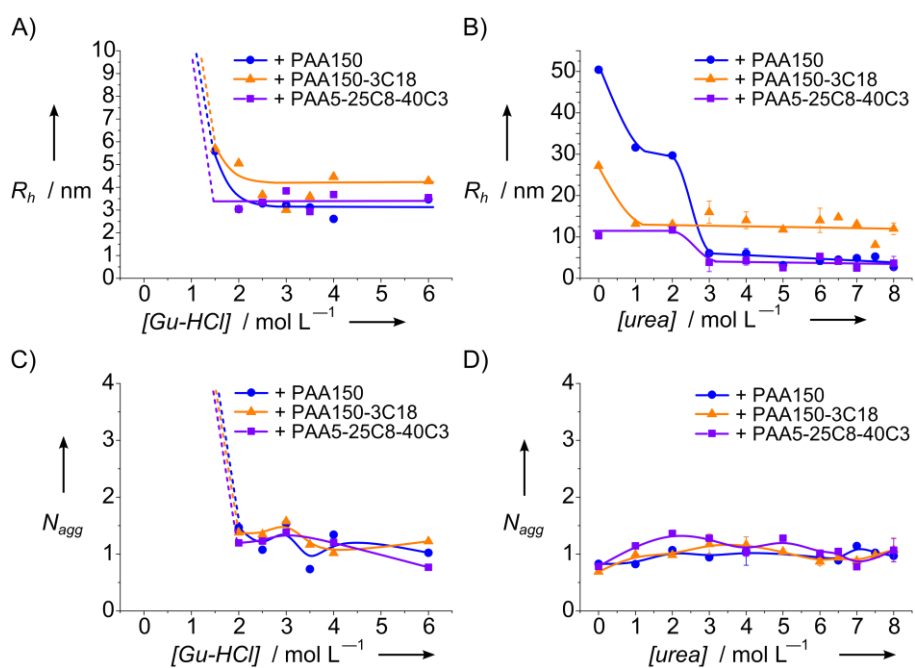 A)
10
9
8
7
6
5
4
3
2
1
0
R_h / nm
+ PAA150
+ PAA150-3C18
+ PAA5-25C8-40C3
0 1 2 3 4 5 6
[Gu-HCl] / mol L⁻¹
B)
50
40
30
20
10
0
R_h / nm
+ PAA150
+ PAA150-3C18
+ PAA5-25C8-40C3
0 1 2 3 4 5 6 7 8
[urea] / mol L⁻¹
C)
4
3
2
1
0
N_agg
+ PAA150
+ PAA150-3C18
+ PAA5-25C8-40C3
0 1 2 3 4 5 6
[Gu-HCl] / mol L⁻¹
D)
4
3
2
1
0
N_agg
+ PAA150
+ PAA150-3C18
+ PAA5-25C8-40C3
0 1 2 3 4 5 6 7 8
[urea] / mol L⁻¹